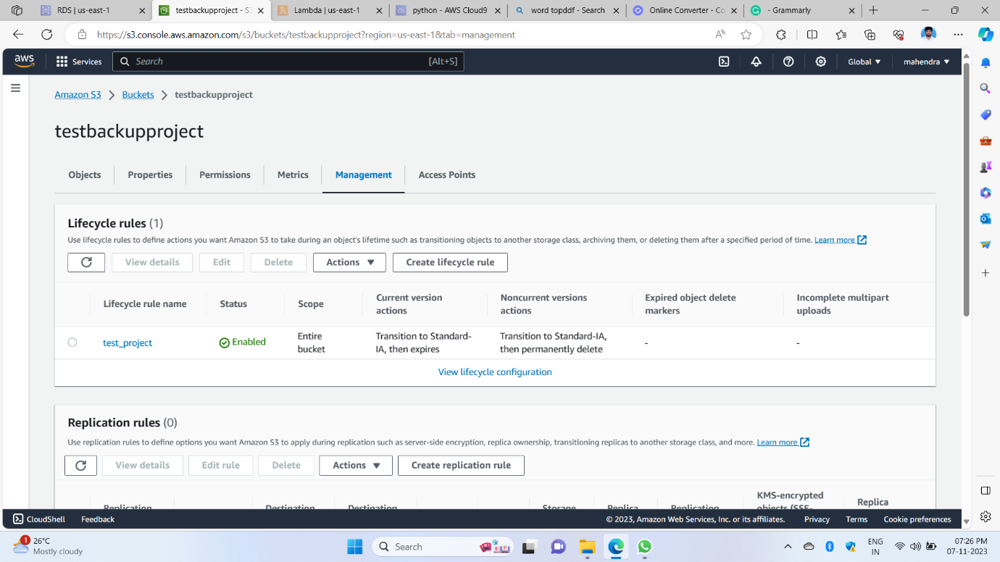 RDS | us-east-1
testbackupproject - S3
Lambda | us-east-1
python - AWS Cloud9
word topdf - Search
Online Converter - Co
- Grammarly
https://s3.console.aws.amazon.com/s3/buckets/testbackupproject?region=us-east-1&tab=management
aws
Services
Search
[Alt+S]
Global
mahendra
Amazon S3
Buckets
testbackupproject
testbackupproject
Objects
Properties
Permissions
Metrics
Management
Access Points
Lifecycle rules (1)
Use lifecycle rules to define actions you want Amazon S3 to take during an object's lifetime such as transitioning objects to another storage class, archiving them, or deleting them after a specified period of time. Learn more
View details
Edit
Delete
Actions
Create lifecycle rule
Lifecycle rule name
Status
Scope
Current version
actions
Noncurrent versions
actions
Expired object delete
markers
Incomplete multipart
uploads
test_project
Enabled
Entire
bucket
Transition to Standard-
IA, then expires
Transition to Standard-IA,
then permanently delete
-
-
View lifecycle configuration
Replication rules (0)
Use replication rules to define options you want Amazon S3 to apply during replication such as server-side encryption, replica ownership, transitioning replicas to another storage class, and more. Learn more
View details
Edit rule
Delete
Actions
Create replication rule
Replication
Destination
Destination
Storage
Replica
Replication
KMS-encrypted
objects (SSE-
Replica
CloudShell
Feedback
© 2023, Amazon Web Services, Inc. or its affiliates.
Privacy
Terms
Cookie preferences
1
26°C
Mostly cloudy
Search
ENG
IN
07:26 PM
07-11-2023